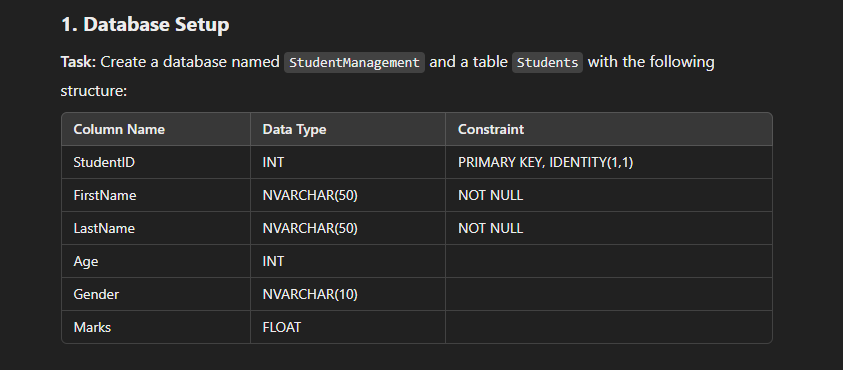 1. Database Setup
Task: Create a database named StudentManagement and a table Students with the following
structure:
Column Name Data Type Constraint
StudentID INT PRIMARY KEY, IDENTITY(1,1)
FirstName NVARCHAR(50) NOT NULL
LastName NVARCHAR(50) NOT NULL
Age INT
Gender NVARCHAR(10)
Marks FLOAT